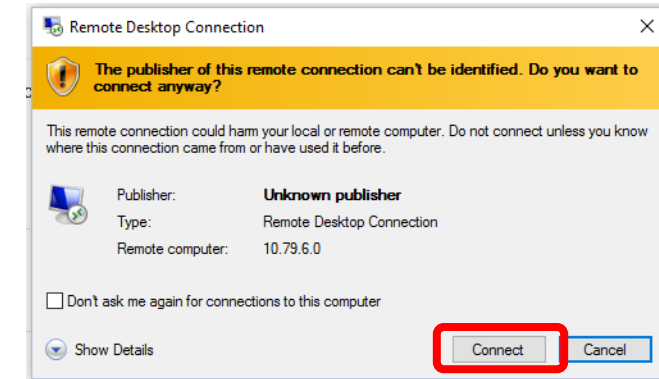 Remote Desktop Connection
The publisher of this remote connection can't be identified. Do you want to
connect anyway?
This remote connection could harm your local or remote computer. Do not connect unless you know
where this connection came from or have used it before.
Publisher: Unknown publisher
Type: Remote Desktop Connection
Remote computer: 10.79.6.0
Don't ask me again for connections to this computer
Show Details Connect Cancel